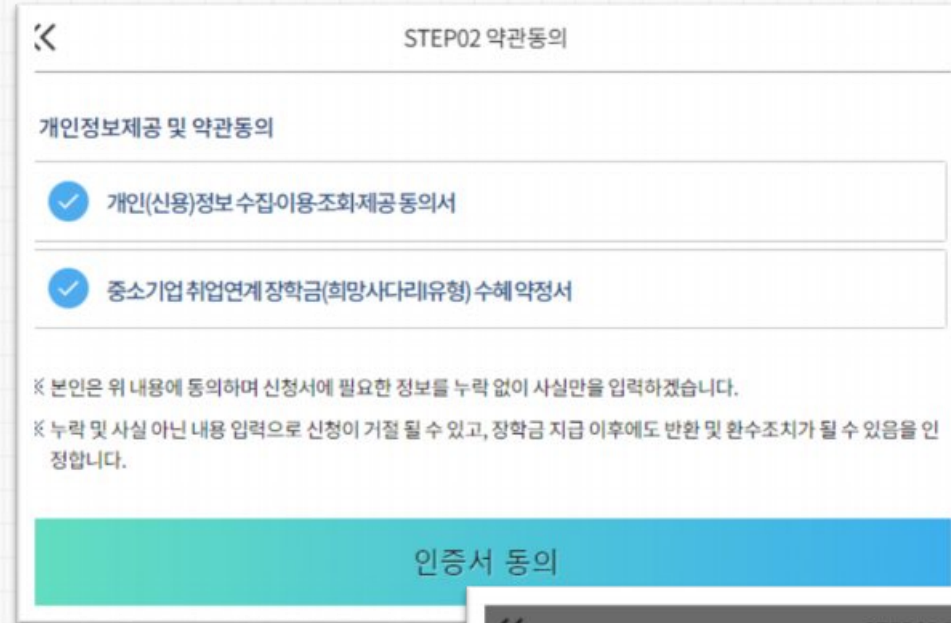 STEP02 약관동의
개인정보제공 및 약관동의
개인(신용)정보 수집·이용·조회·제공 동의서
중소기업 취업연계 장학금(희망사다리I유형) 수혜 약정서
※ 본인은 위 내용에 동의하며 신청서에 필요한 정보를 누락 없이 사실만을 입력하겠습니다.
※ 누락 및 사실 아닌 내용 입력으로 신청이 거절 될 수 있고, 장학금 지급 이후에도 반환 및 환수조치가 될 수 있음을 인
정합니다.
인증서 동의